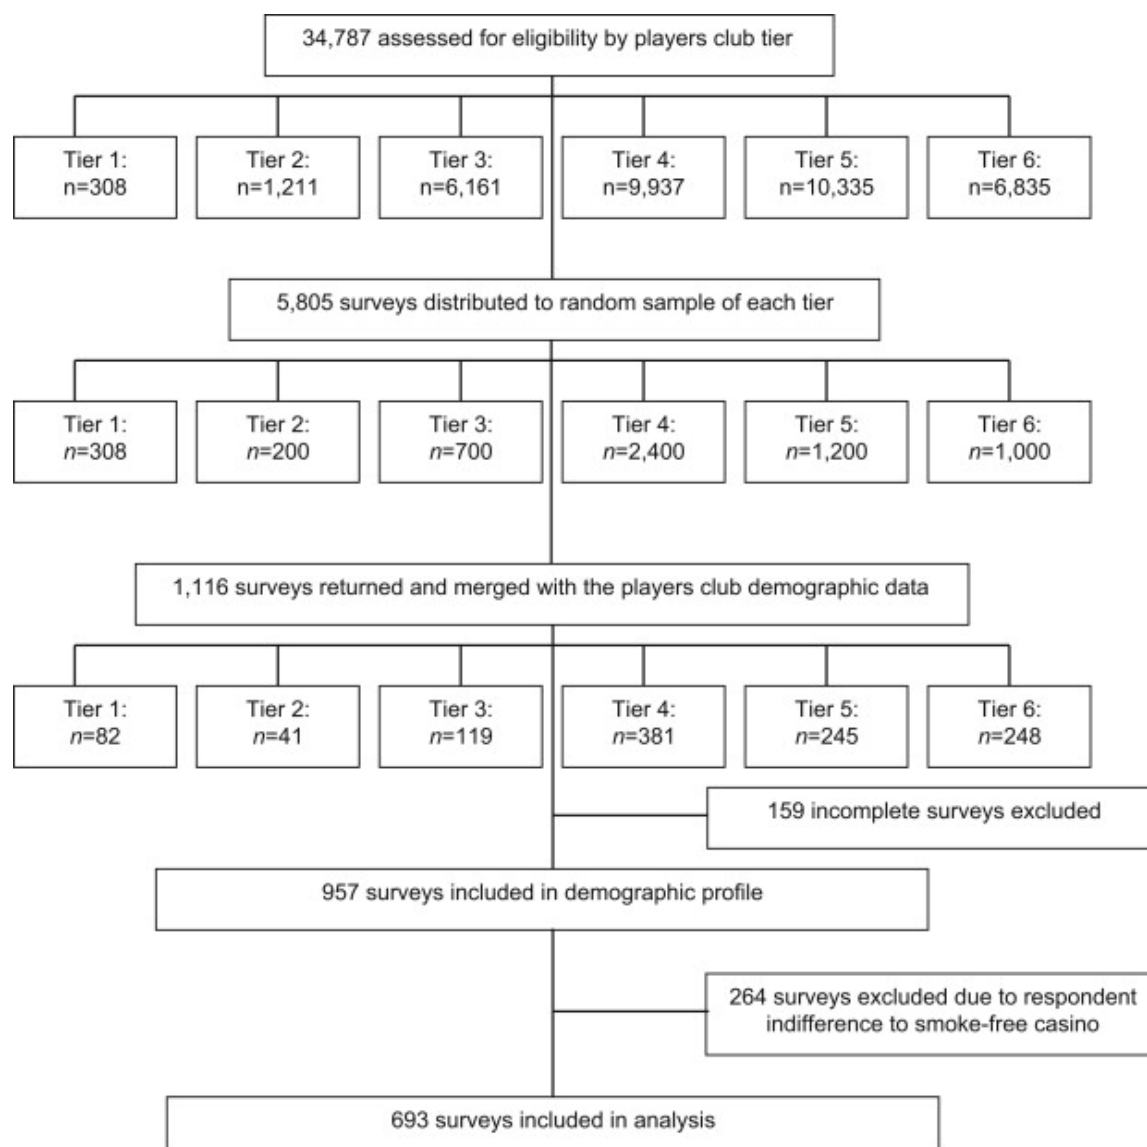 34,787 assessed for eligibility by players club tier
Tier 1:
n=308
Tier 2:
n=1,211
Tier 3:
n=6,161
Tier 4:
n=9,937
Tier 5:
n=10,335
Tier 6:
n=6,835
5,805 surveys distributed to random sample of each tier
Tier 1:
n=308
Tier 2:
n=200
Tier 3:
n=700
Tier 4:
n=2,400
Tier 5:
n=1,200
Tier 6:
n=1,000
1,116 surveys returned and merged with the players club demographic data
Tier 1:
n=82
Tier 2:
n=41
Tier 3:
n=119
Tier 4:
n=381
Tier 5:
n=245
Tier 6:
n=248
159 incomplete surveys excluded
957 surveys included in demographic profile
264 surveys excluded due to respondent
indifference to smoke-free casino
693 surveys included in analysis